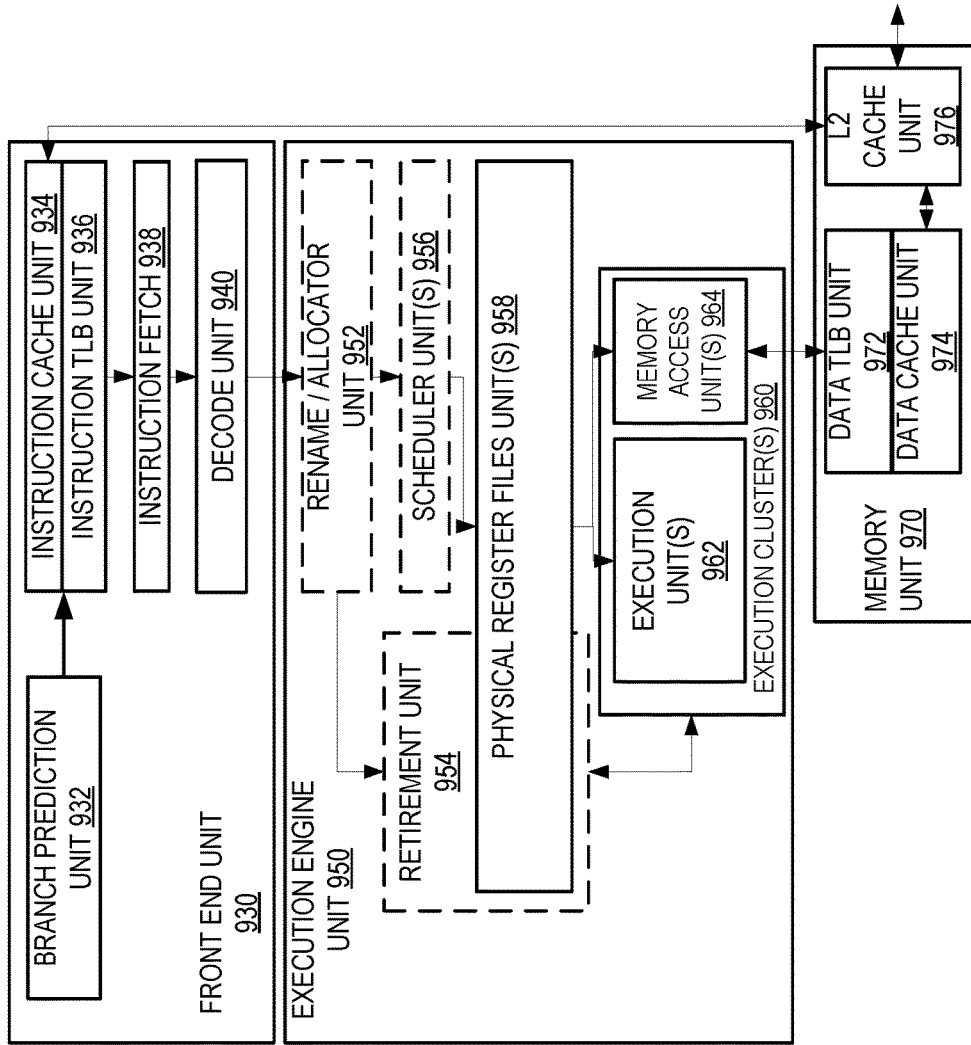 BRANCH PREDICTION
UNIT 932
INSTRUCTION CACHE UNIT 934
INSTRUCTION TLB UNIT 936
INSTRUCTION FETCH 938
DECODE UNIT 940
FRONT END UNIT
930
EXECUTION ENGINE
UNIT 950
RENAME / ALLOCATOR
UNIT 952
RETIREMENT UNIT
954
SCHEDULER UNIT(S) 956
PHYSICAL REGISTER FILES UNIT(S) 958
EXECUTION
UNIT(S)
962
MEMORY
ACCESS
UNIT(S) 964
EXECUTION CLUSTER(S) 960
MEMORY
UNIT 970
DATA TLB UNIT
972
DATA CACHE UNIT
974
L2
CACHE
UNIT
976